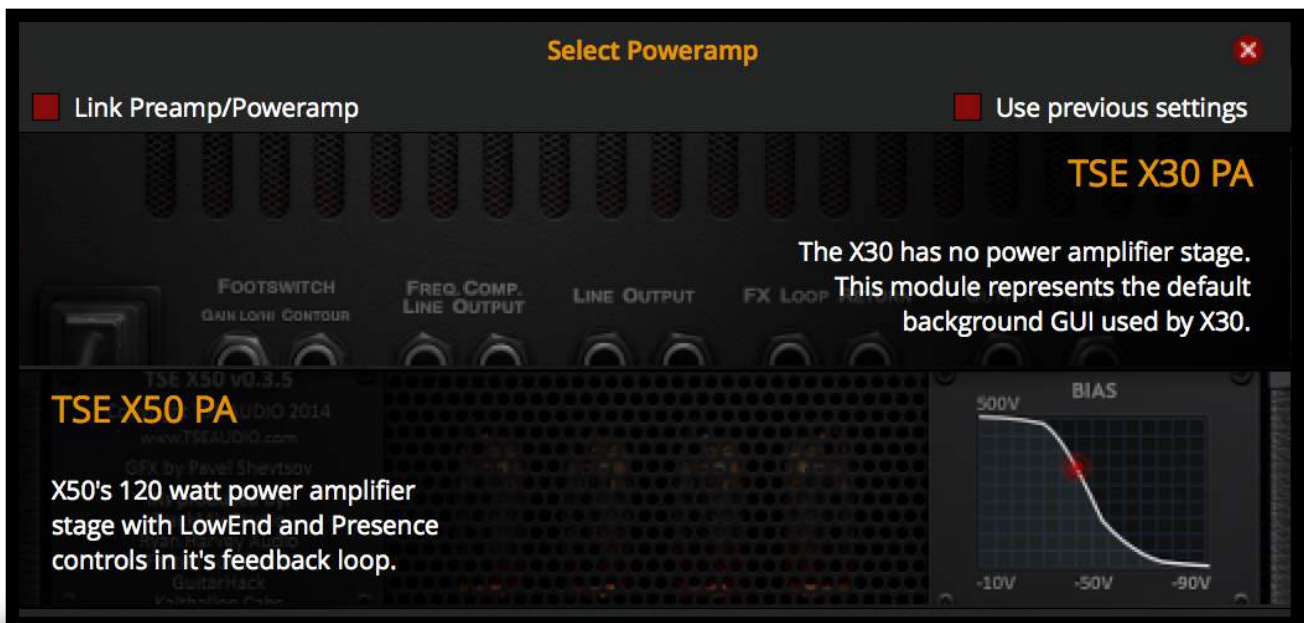 Select Poweramp
Link Preamp/Poweramp
Use previous settings
TSE X30 PA
The X30 has no power amplifier stage.
This module represents the default
background GUI used by X30.
FOOTSWITCH
GAIN LO/HI CONTOUR
FREQ. COMP.
LINE OUTPUT
LINE OUTPUT
FX LOOP
TSE X50 v0.3.5
TSE X50 PA
AUDIO 2014
www.TSEAUDIO.com
GFX by Pavel Shevtsov
X50's 120 watt power amplifier
stage with LowEnd and Presence
controls in it's feedback loop.
GuitarHack
BIAS
500V
-10V
-50V
-90V